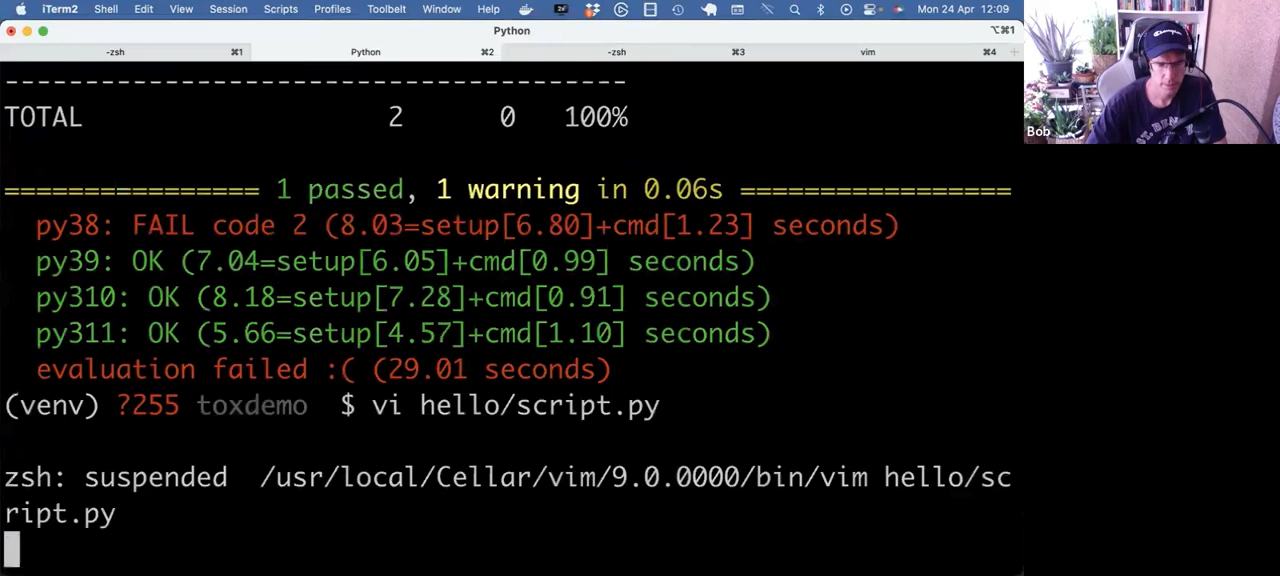 iTerm2 Shell Edit View Session Scripts Profiles Toolbelt Window Help Mon 24 Apr 12:09
Python ⌥⌘1
-zsh ⌘1 Python ⌘2 -zsh ⌘3 vim ⌘4
---------------------------------------
TOTAL 2 0 100%
================ 1 passed, 1 warning in 0.06s =================
py38: FAIL code 2 (8.03=setup[6.80]+cmd[1.23] seconds)
py39: OK (7.04=setup[6.05]+cmd[0.99] seconds)
py310: OK (8.18=setup[7.28]+cmd[0.91] seconds)
py311: OK (5.66=setup[4.57]+cmd[1.10] seconds)
evaluation failed :( (29.01 seconds)
(venv) ?255 toxdemo $ vi hello/script.py
zsh: suspended /usr/local/Cellar/vim/9.0.0000/bin/vim hello/sc
ript.py
Bob